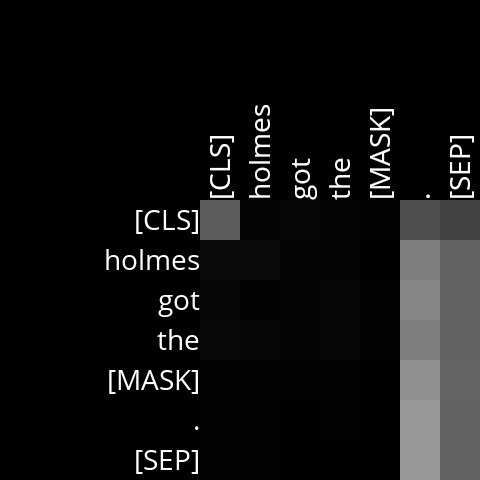 [CLS]
holmes
got
the
[MASK]
.
[SEP]
[CLS]
holmes
got
the
[MASK]
.
[SEP]